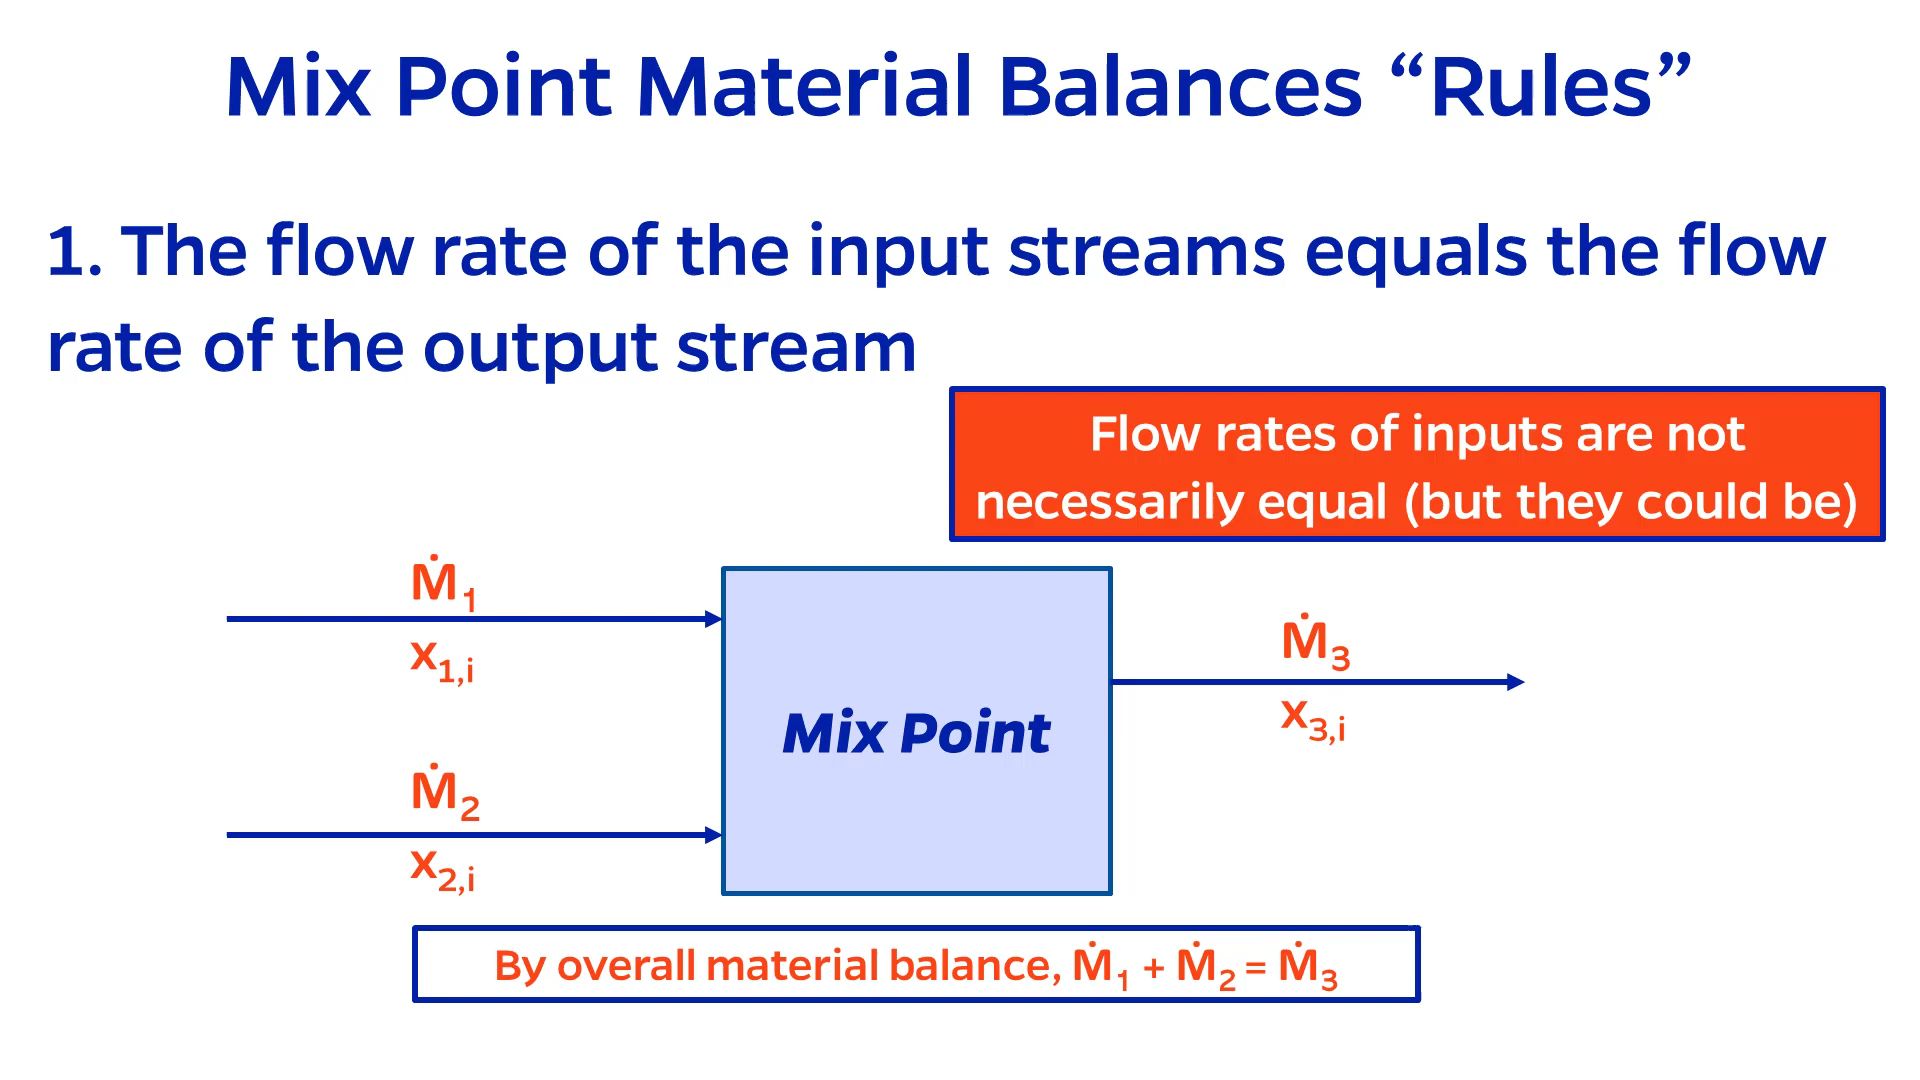 Mix Point Material Balances “Rules”
1. The flow rate of the input streams equals the flow
rate of the output stream
Flow rates of inputs are not
necessarily equal (but they could be)
Ṁ₁
x₁,ᵢ
Ṁ₂
x₂,ᵢ
Mix Point
Ṁ₃
x₃,ᵢ
By overall material balance, Ṁ₁ + Ṁ₂ = Ṁ₃